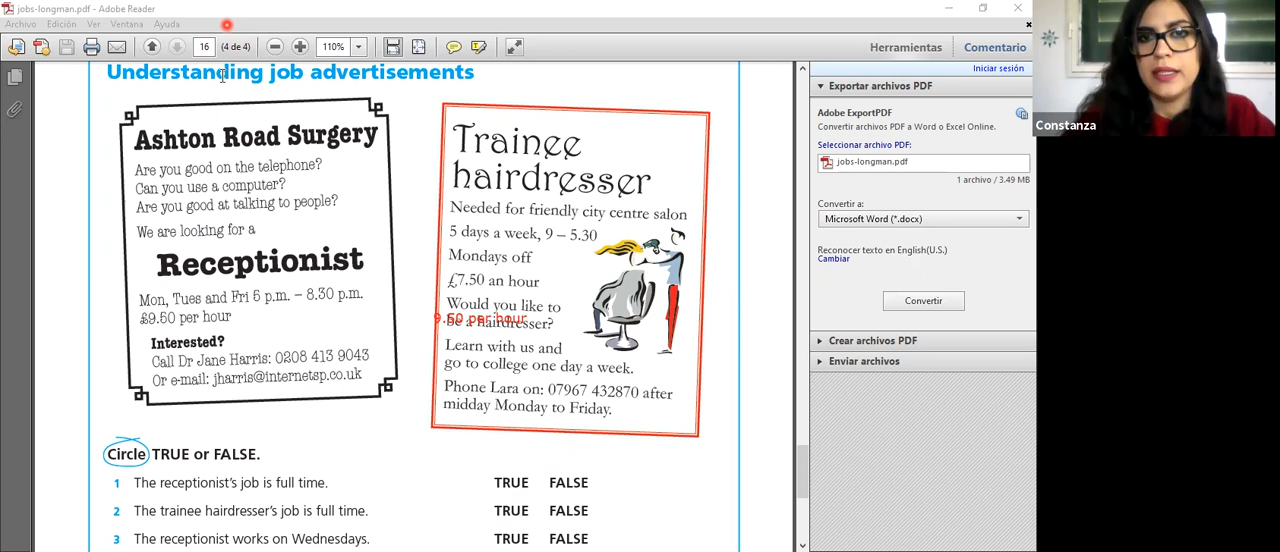 jobs-longman.pdf - Adobe Reader
Archivo Edición Ver Ventana Ayuda
16 (4 de 4) 110%
Herramientas Comentario
Understanding job advertisements
Ashton Road Surgery
Are you good on the telephone?
Can you use a computer?
Are you good at talking to people?
We are looking for a
Receptionist
Mon, Tues and Fri 5 p.m. – 8.30 p.m.
£9.50 per hour
Interested?
Call Dr Jane Harris: 0208 413 9043
Or e-mail: jharris@internetsp.co.uk
Trainee
hairdresser
Needed for friendly city centre salon
5 days a week, 9 – 5.30
Mondays off
£7.50 an hour
Would you like to
be a hairdresser?
9.50 per hour
Learn with us and
go to college one day a week.
Phone Lara on: 07967 432870 after
midday Monday to Friday.
Circle TRUE or FALSE.
1 The receptionist's job is full time. TRUE FALSE
2 The trainee hairdresser's job is full time. TRUE FALSE
3 The receptionist works on Wednesdays. TRUE FALSE
Iniciar sesión
Exportar archivos PDF
Adobe ExportPDF
Convertir archivos PDF a Word o Excel Online.
Seleccionar archivo PDF:
jobs-longman.pdf
1 archivo / 3.49 MB
Convertir a:
Microsoft Word (*.docx)
Reconocer texto en English(U.S.)
Cambiar
Convertir
Crear archivos PDF
Enviar archivos
Constanza